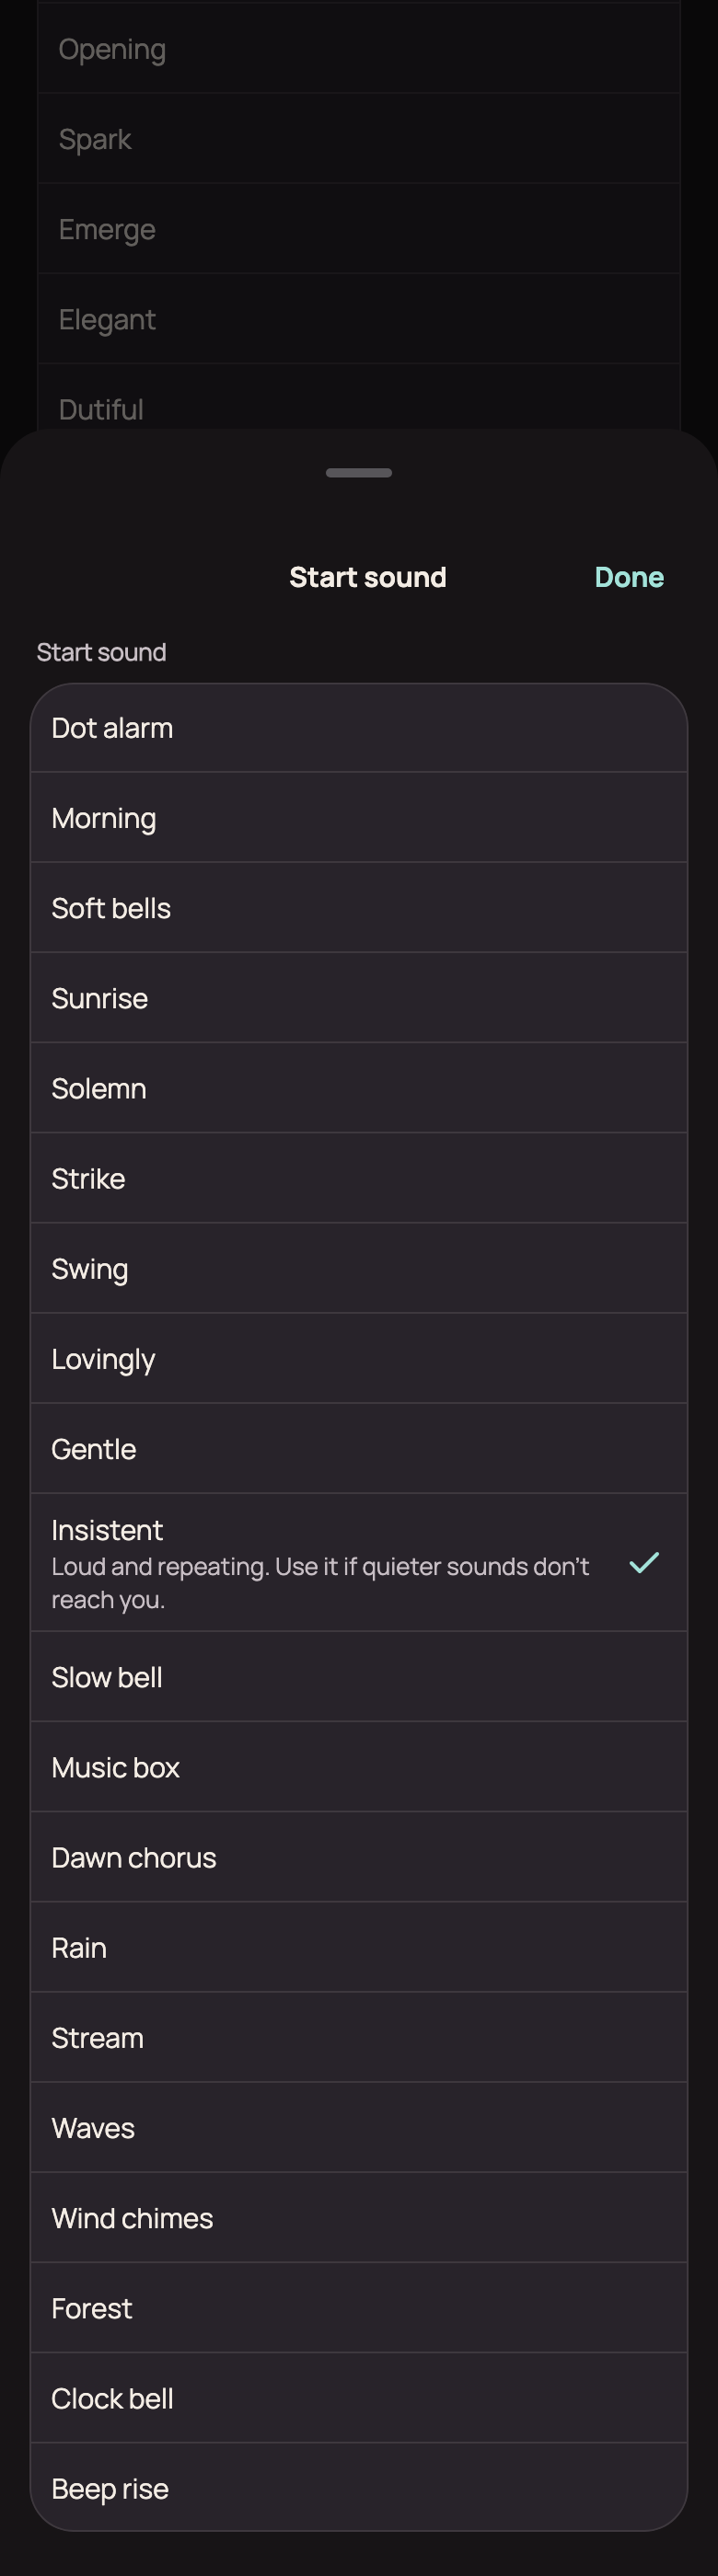 Opening
Spark
Emerge
Elegant
Dutiful
Start sound
Done
Start sound
Dot alarm
Morning
Soft bells
Sunrise
Solemn
Strike
Swing
Lovingly
Gentle
Insistent
Loud and repeating. Use it if quieter sounds don't
reach you.
Slow bell
Music box
Dawn chorus
Rain
Stream
Waves
Wind chimes
Forest
Clock bell
Beep rise